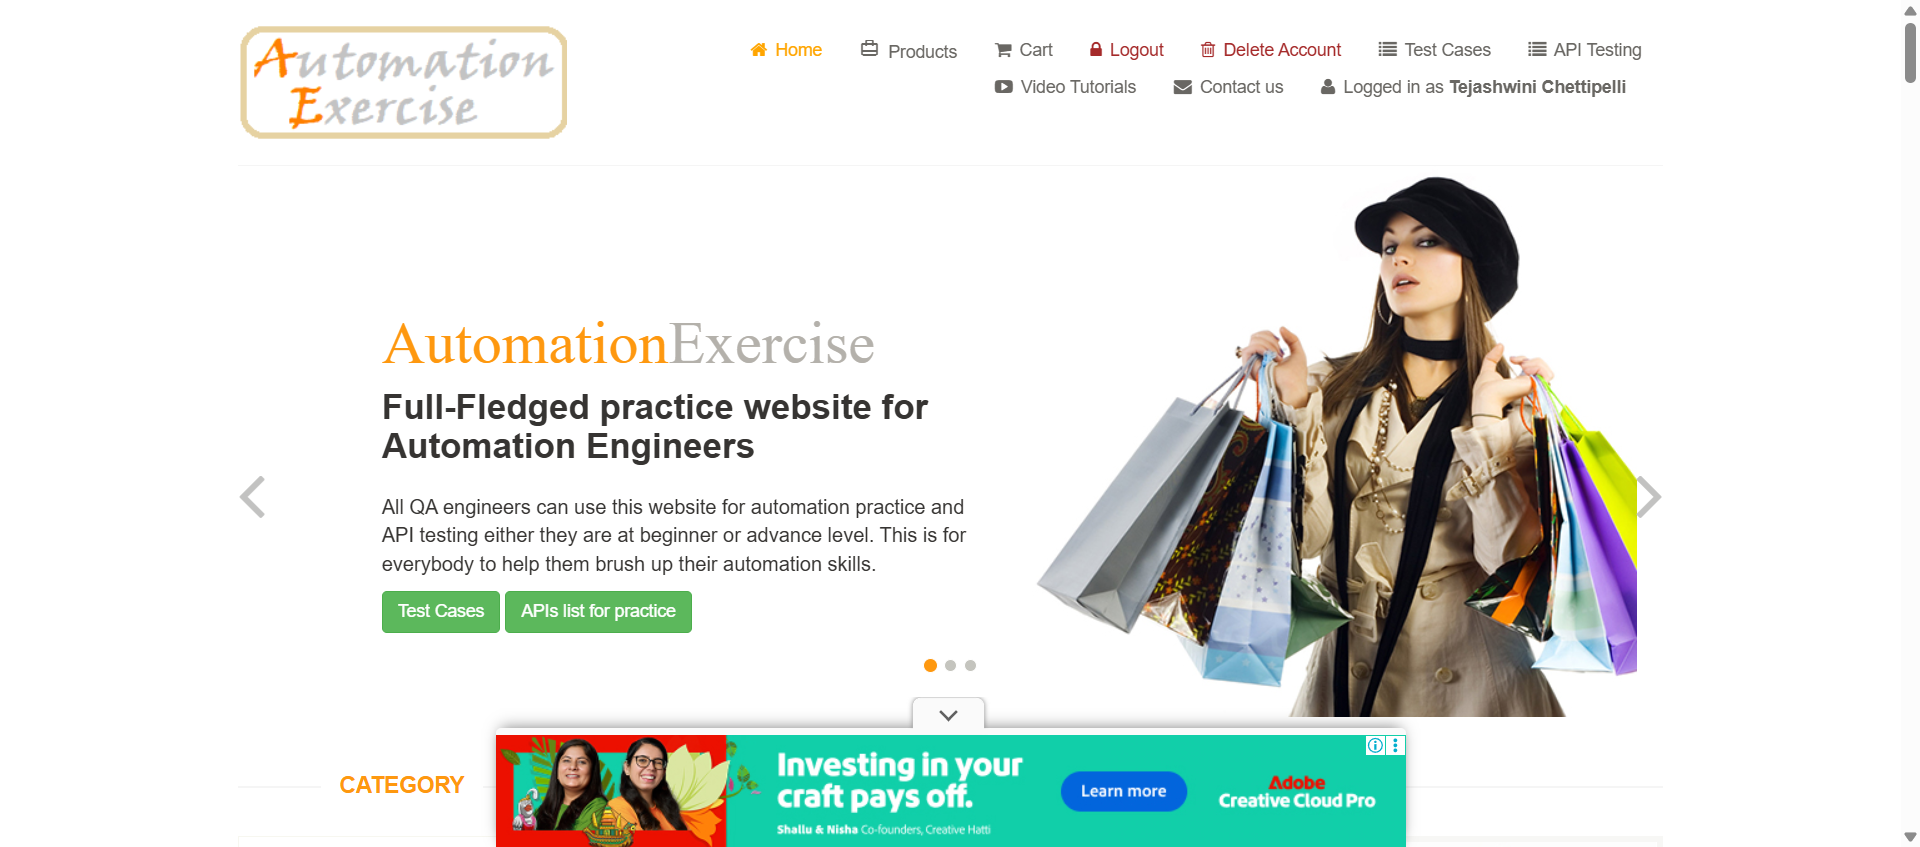 Automation
Exercise
Home Products Cart Logout Delete Account Test Cases API Testing
Video Tutorials Contact us Logged in as Tejashwini Chettipelli
AutomationExercise
Full-Fledged practice website for
Automation Engineers
All QA engineers can use this website for automation practice and
API testing either they are at beginner or advance level. This is for
everybody to help them brush up their automation skills.
Test Cases APIs list for practice
CATEGORY
Investing in your
craft pays off.
Shallu & Nisha Co-founders, Creative Hatti
Learn more
Adobe
Creative Cloud Pro